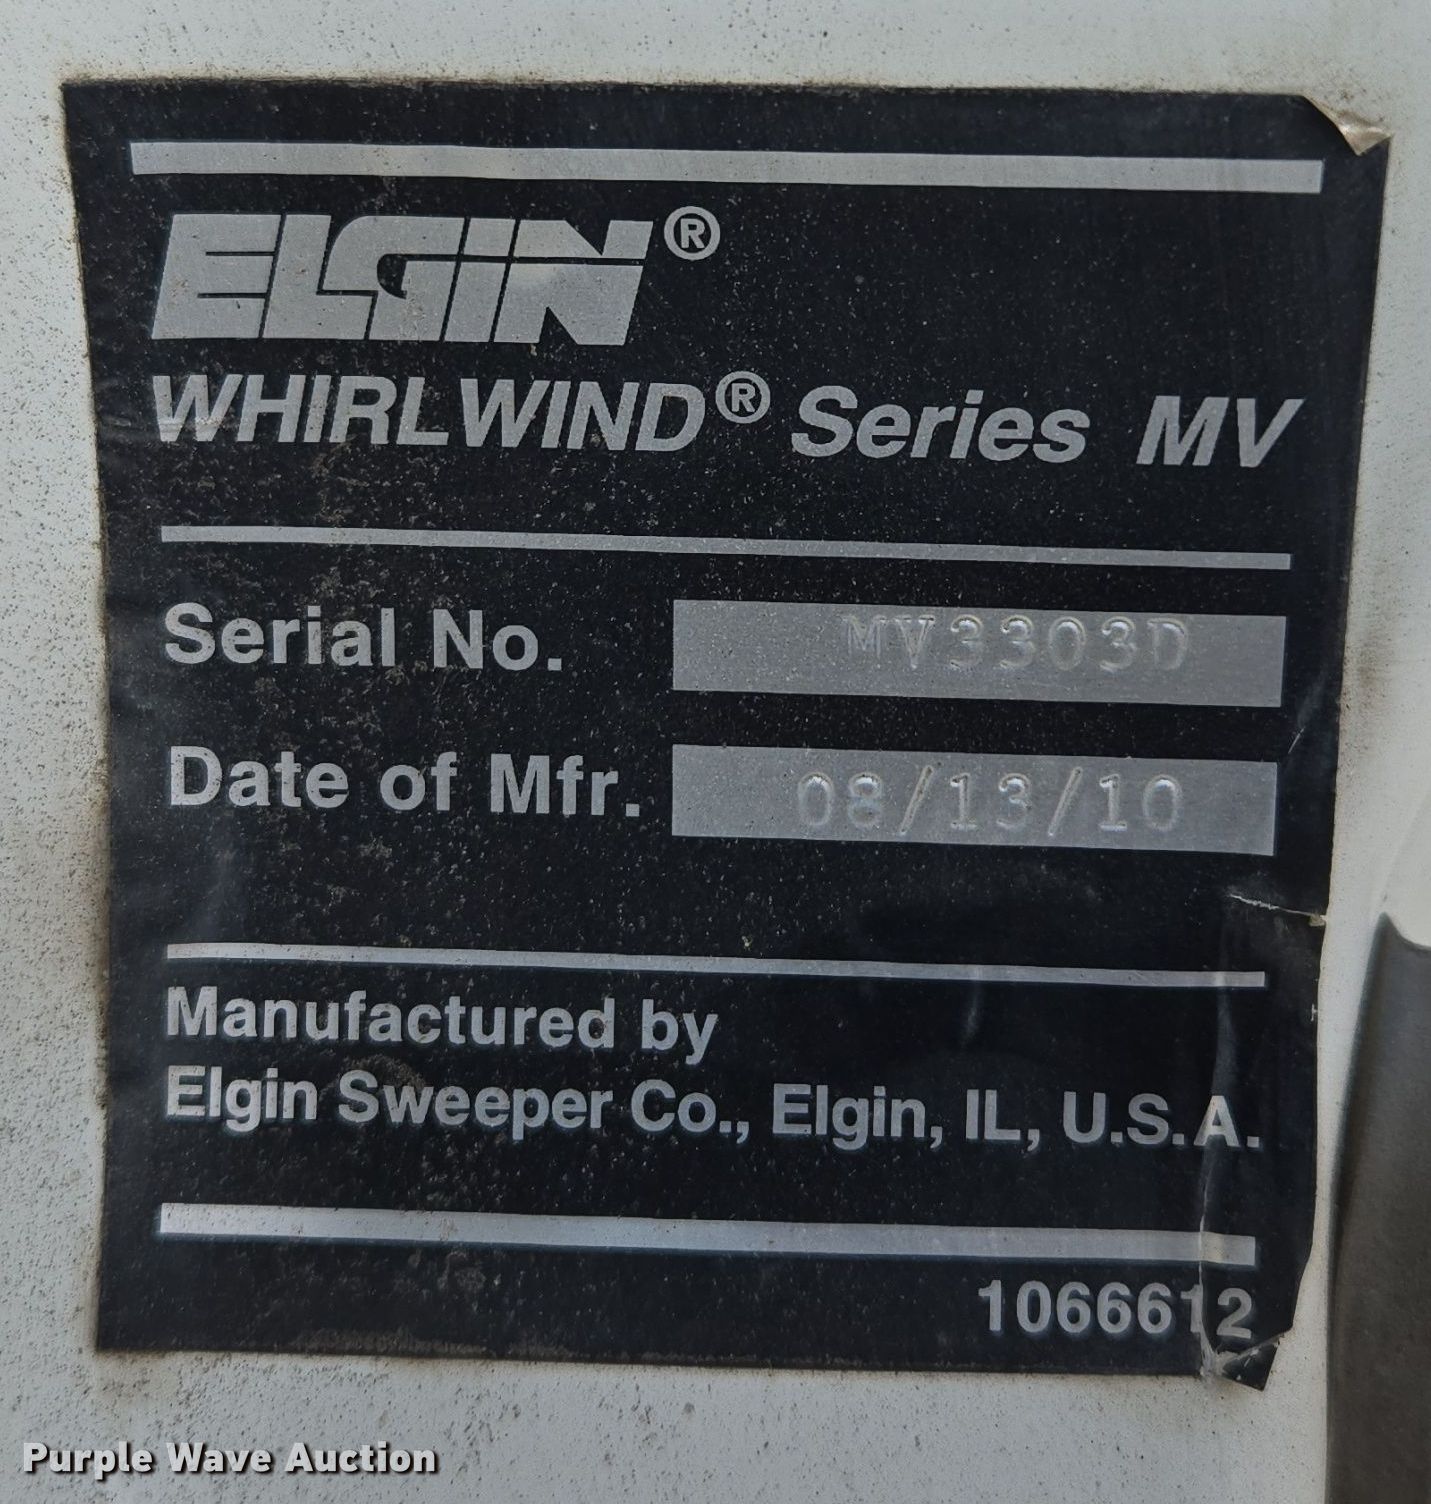 ELGIN®
WHIRLWIND® Series MV
Serial No. MV3303D
Date of Mfr. 08/13/10
Manufactured by
Elgin Sweeper Co., Elgin, IL, U.S.A.
1066612
Purple Wave Auction